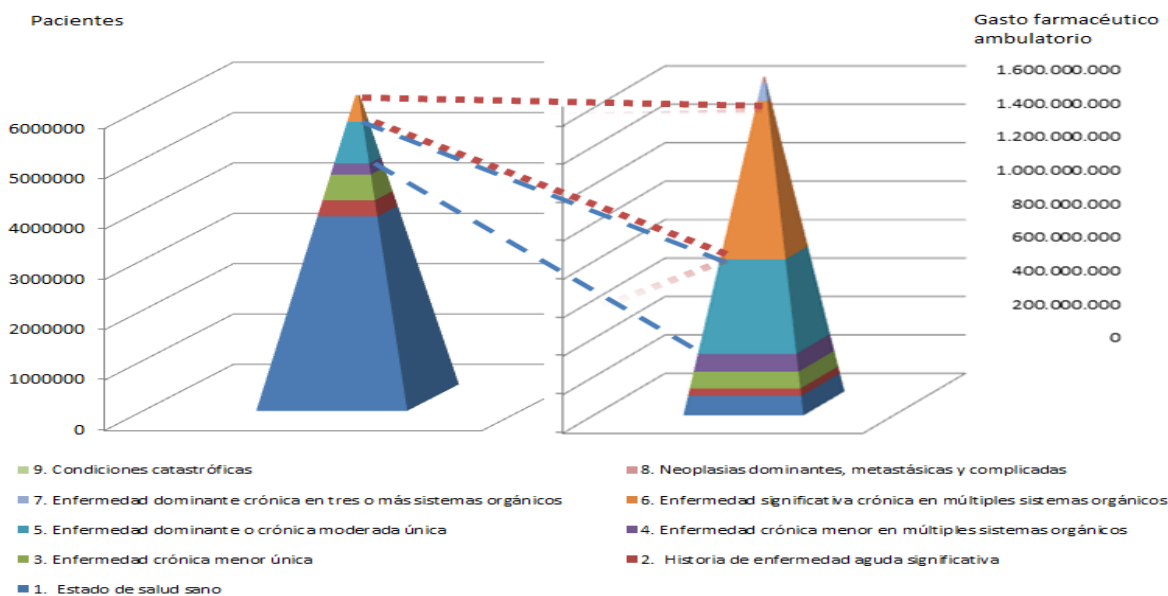 Pacientes
Gasto farmacéutico
ambulatorio
6000000
5000000
4000000
3000000
2000000
1000000
0
1.600.000.000
1.400.000.000
1.200.000.000
1.000.000.000
800.000.000
600.000.000
400.000.000
200.000.000
0
9. Condiciones catastróficas
8. Neoplasias dominantes, metastásicas y complicadas
7. Enfermedad dominante crónica en tres o más sistemas orgánicos
6. Enfermedad significativa crónica en múltiples sistemas orgánicos
5. Enfermedad dominante o crónica moderada única
4. Enfermedad crónica menor en múltiples sistemas orgánicos
3. Enfermedad crónica menor única
2. Historia de enfermedad aguda significativa
1. Estado de salud sano